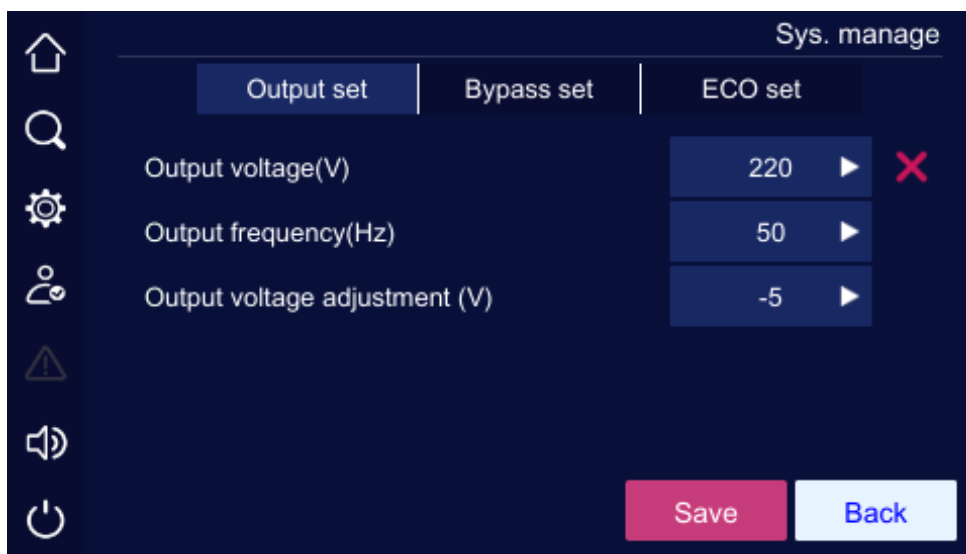 Sys. manage
Output set Bypass set ECO set
Output voltage(V) 220
Output frequency(Hz) 50
Output voltage adjustment (V) -5
Save Back